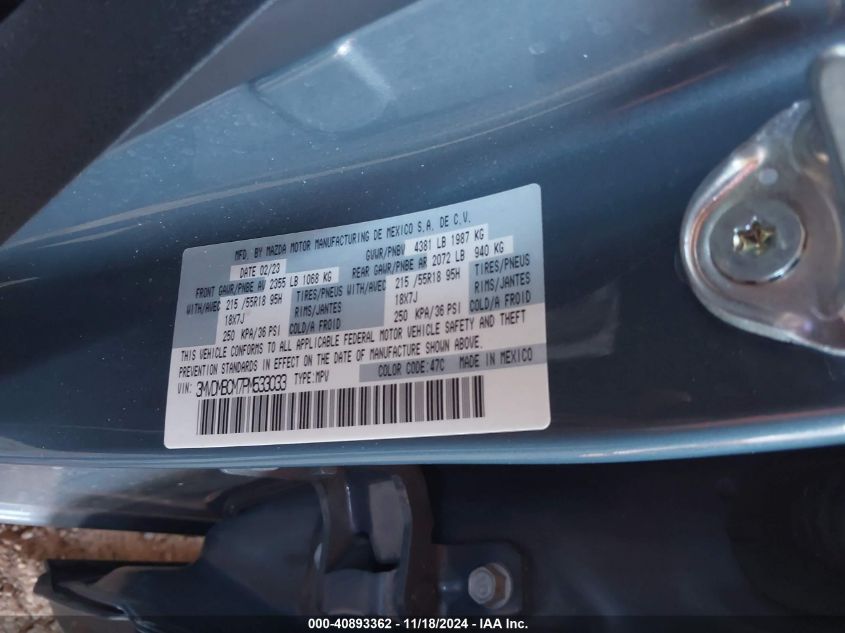 MFD. BY MAZDA MOTOR MANUFACTURING DE MEXICO S.A. DE C.V.
DATE 02/23 GVWR/PNBV 4381 LB 1987 KG
FRONT GAWR/PNBE AV 2355 LB 1068 KG REAR GAWR/PNBE AR 2072 LB 940 KG
WITH/AVEC 215 /55R18 95H TIRES/PNEUS WITH/AVEC 215 /55R18 95H TIRES/PNEUS
18X7J RIMS/JANTES 18X7J RIMS/JANTES
250 KPA/36 PSI COLD/A FROID 250 KPA/36 PSI COLD/A FROID
THIS VEHICLE CONFORMS TO ALL APPLICABLE FEDERAL MOTOR VEHICLE SAFETY AND THEFT
PREVENTION STANDARDS IN EFFECT ON THE DATE OF MANUFACTURE SHOWN ABOVE.
COLOR CODE:47C MADE IN MEXICO
VIN: 3MVDMBCM7PM533033 TYPE:MPV
000-40893362 - 11/18/2024 - IAA Inc.